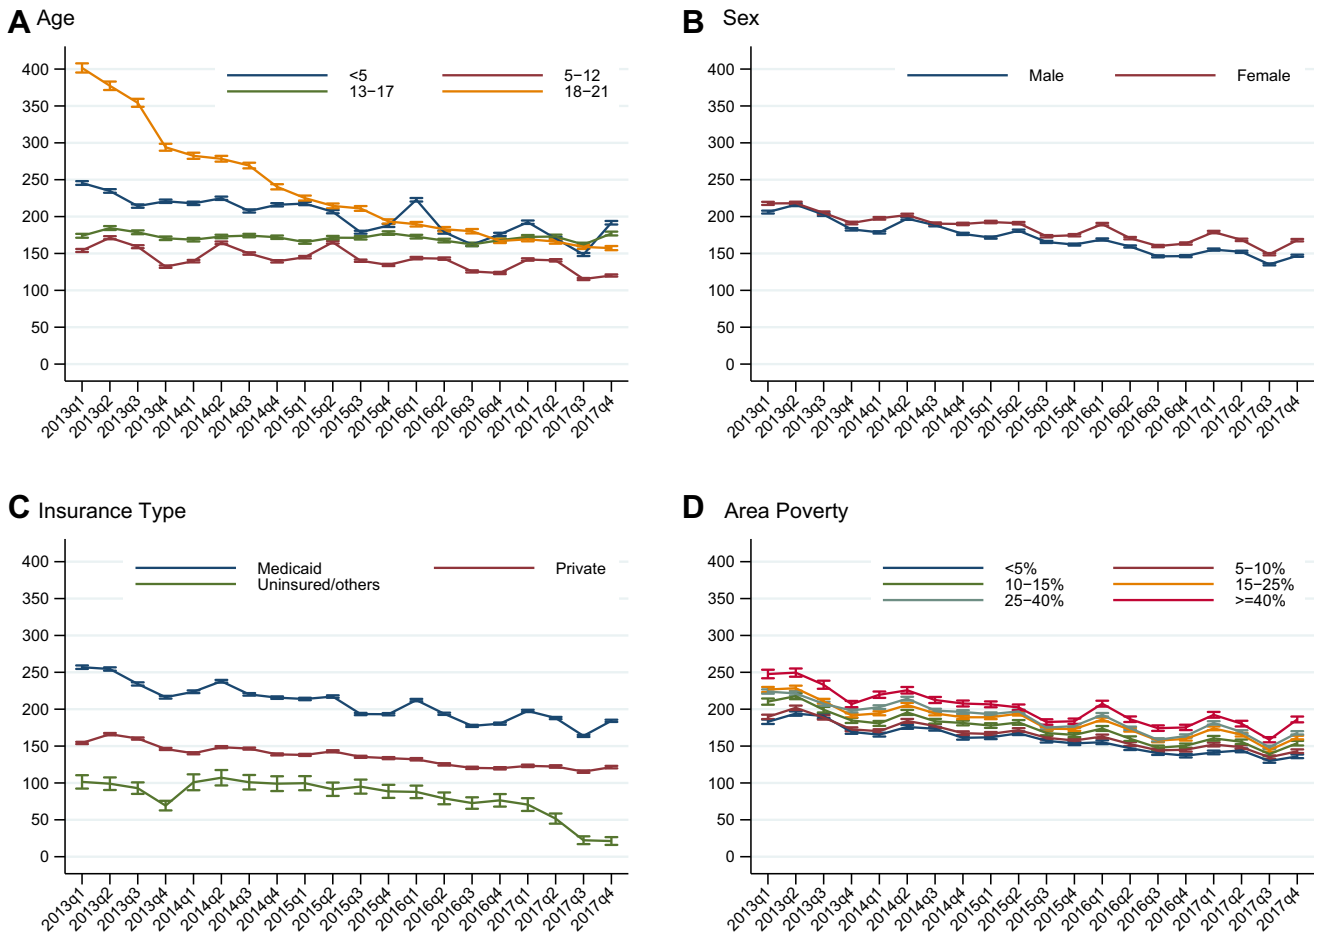 A Age
400
350
300
250
200
150
100
50
0
<5
5−12
13−17
18−21
2013q1
2013q2
2013q3
2013q4
2014q1
2014q2
2014q3
2014q4
2015q1
2015q2
2015q3
2015q4
2016q1
2016q2
2016q3
2016q4
2017q1
2017q2
2017q3
2017q4
B Sex
400
350
300
250
200
150
100
50
0
Male
Female
2013q1
2013q2
2013q3
2013q4
2014q1
2014q2
2014q3
2014q4
2015q1
2015q2
2015q3
2015q4
2016q1
2016q2
2016q3
2016q4
2017q1
2017q2
2017q3
2017q4
C Insurance Type
400
350
300
250
200
150
100
50
0
Medicaid
Private
Uninsured/others
2013q1
2013q2
2013q3
2013q4
2014q1
2014q2
2014q3
2014q4
2015q1
2015q2
2015q3
2015q4
2016q1
2016q2
2016q3
2016q4
2017q1
2017q2
2017q3
2017q4
D Area Poverty
400
350
300
250
200
150
100
50
0
<5%
5−10%
10−15%
15−25%
25−40%
>=40%
2013q1
2013q2
2013q3
2013q4
2014q1
2014q2
2014q3
2014q4
2015q1
2015q2
2015q3
2015q4
2016q1
2016q2
2016q3
2016q4
2017q1
2017q2
2017q3
2017q4